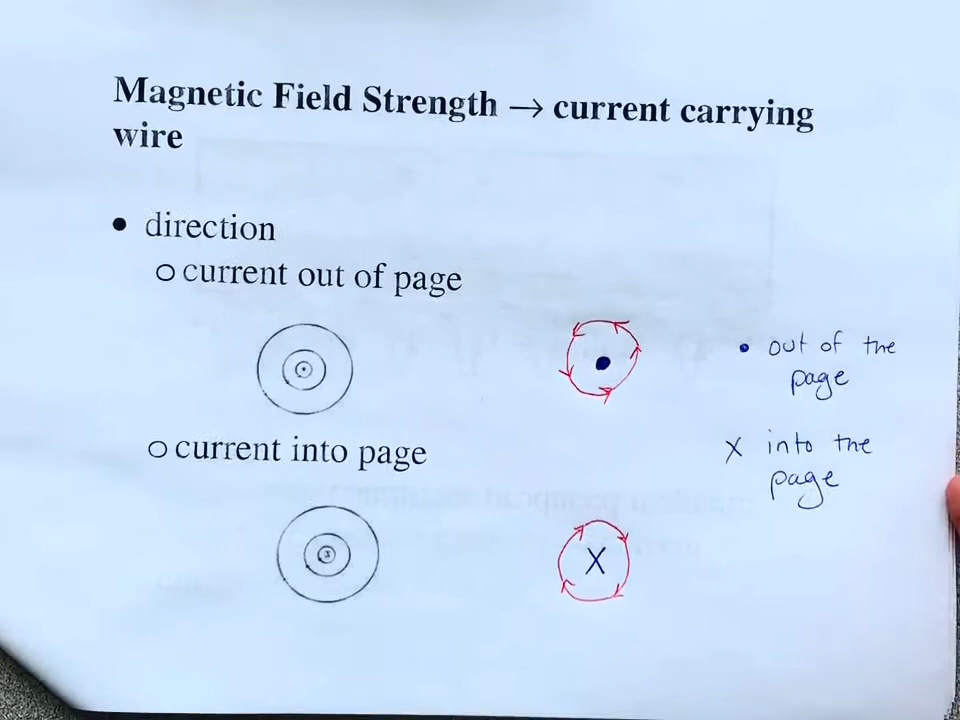 Magnetic Field Strength → current carrying
wire
• direction
○ current out of page
• out of the
page
○ current into page
X into the
page
X